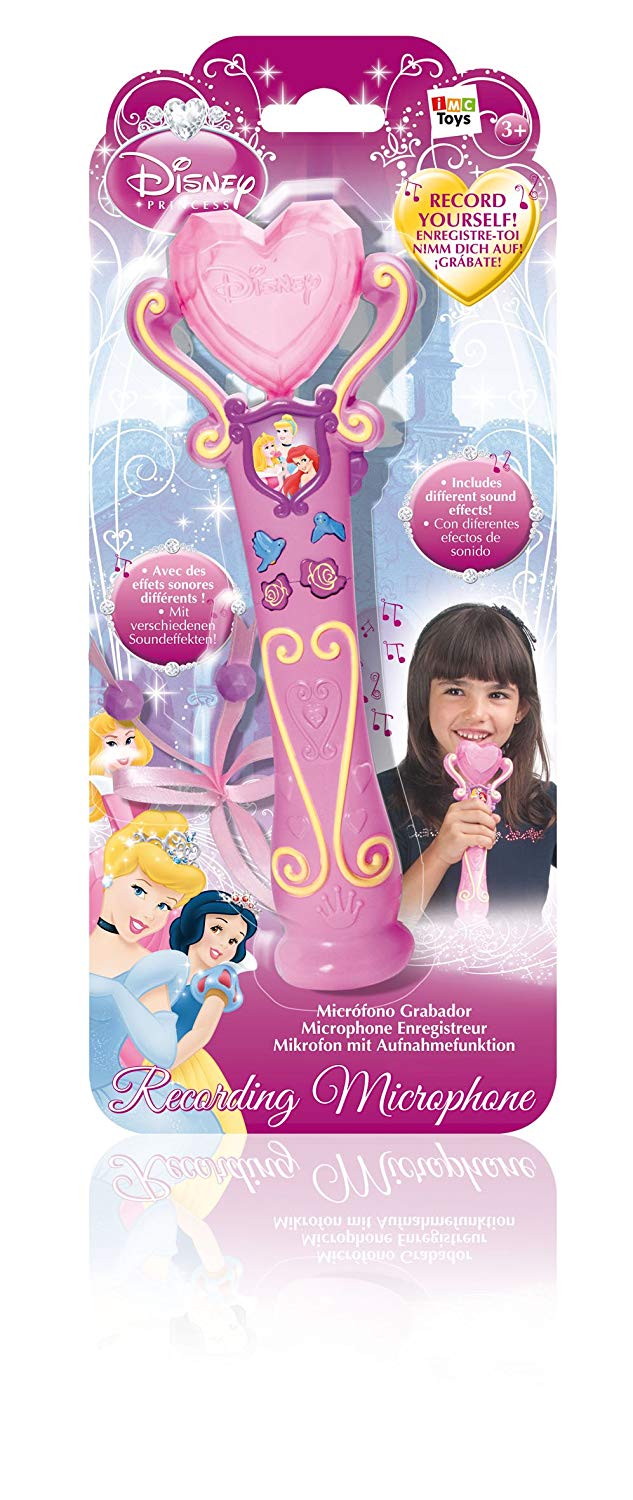 imc
Toys
3+
Disney
PRINCESS
RECORD
YOURSELF!
ENREGISTRE-TOI
NIMM DICH AUF!
¡GRÁBATE!
Disney
• Includes
different sound
effects!
• Con diferentes
efectos de
sonido
• Avec des
effets sonores
différents !
• Mit
verschiedenen
Soundeffekten!
Micrófono Grabador
Microphone Enregistreur
Mikrofon mit Aufnahmefunktion
Recording Microphone